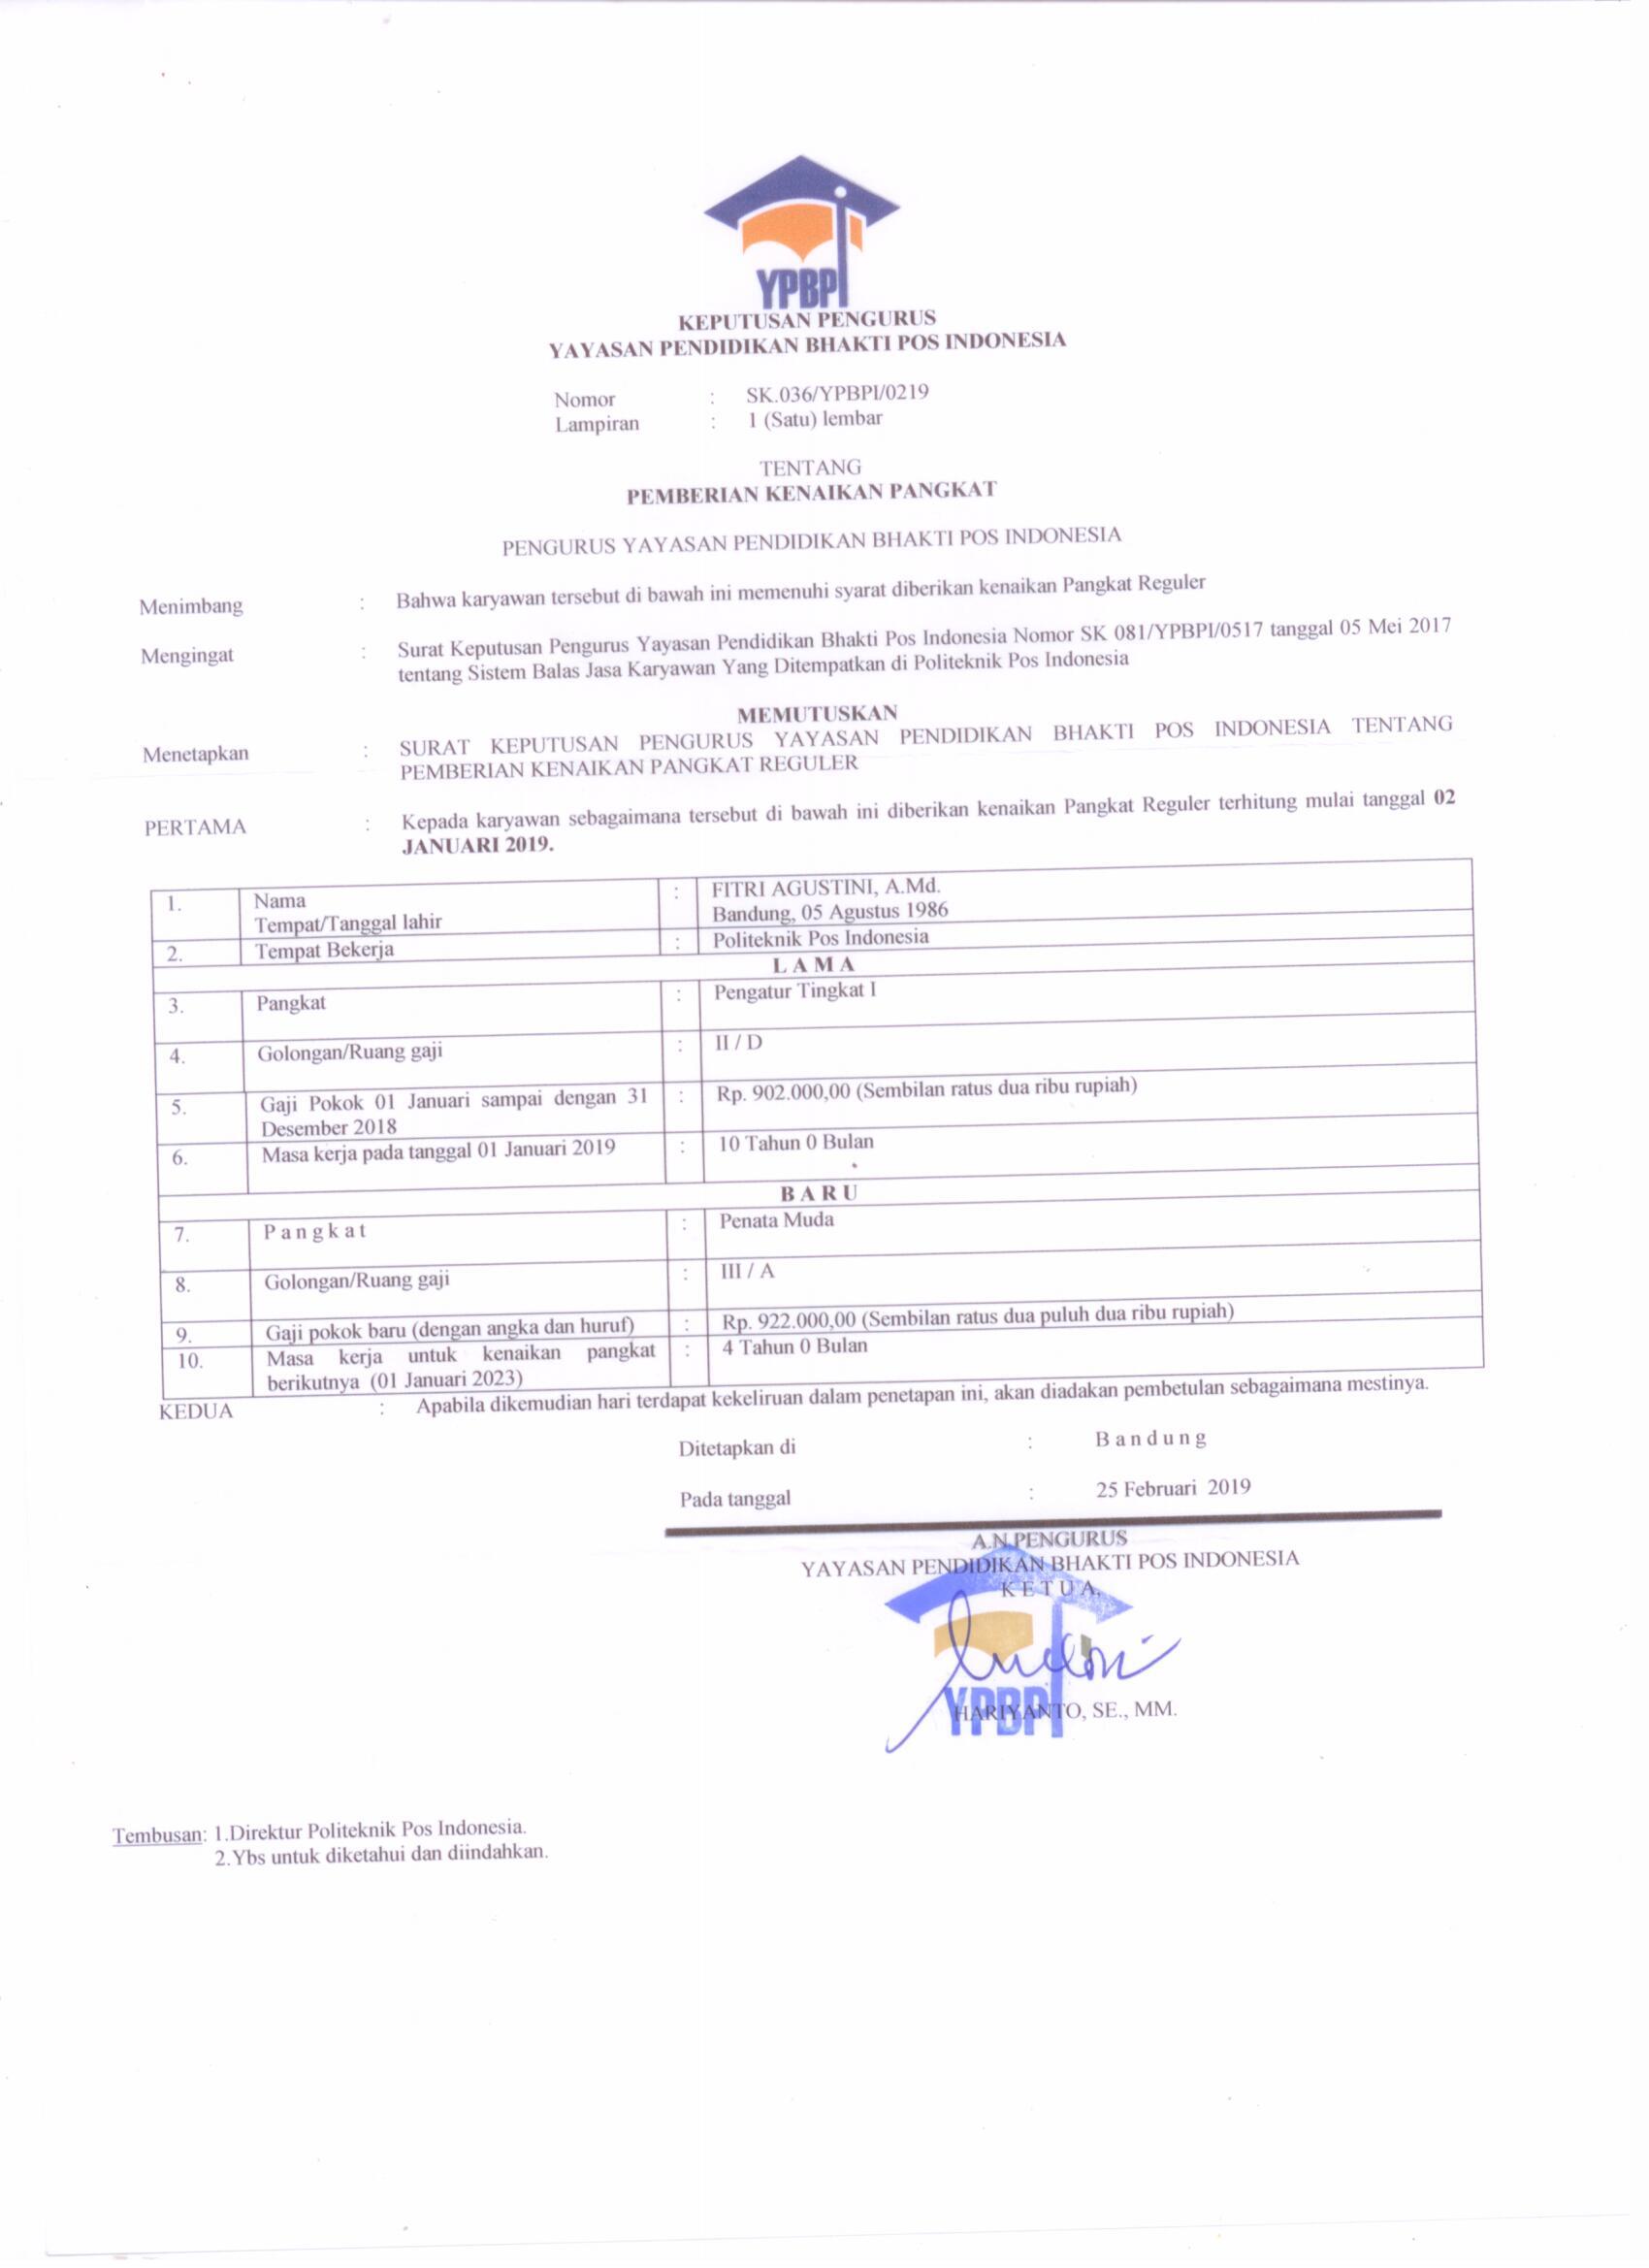 YPBPI
KEPUTUSAN PENGURUS
YAYASAN PENDIDIKAN BHAKTI POS INDONESIA
Nomor : SK.036/YPBPI/0219
Lampiran : 1 (Satu) lembar
TENTANG
PEMBERIAN KENAIKAN PANGKAT
PENGURUS YAYASAN PENDIDIKAN BHAKTI POS INDONESIA
Menimbang : Bahwa karyawan tersebut di bawah ini memenuhi syarat diberikan kenaikan Pangkat Reguler
Mengingat : Surat Keputusan Pengurus Yayasan Pendidikan Bhakti Pos Indonesia Nomor SK 081/YPBPI/0517 tanggal 05 Mei 2017
tentang Sistem Balas Jasa Karyawan Yang Ditempatkan di Politeknik Pos Indonesia
MEMUTUSKAN
Menetapkan : SURAT KEPUTUSAN PENGURUS YAYASAN PENDIDIKAN BHAKTI POS INDONESIA TENTANG
PEMBERIAN KENAIKAN PANGKAT REGULER
PERTAMA : Kepada karyawan sebagaimana tersebut di bawah ini diberikan kenaikan Pangkat Reguler terhitung mulai tanggal 02
JANUARI 2019.
1. Nama : FITRI AGUSTINI, A.Md.
Tempat/Tanggal lahir Bandung, 05 Agustus 1986
2. Tempat Bekerja : Politeknik Pos Indonesia
L A M A
3. Pangkat : Pengatur Tingkat I
4. Golongan/Ruang gaji : II / D
5. Gaji Pokok 01 Januari sampai dengan 31 : Rp. 902.000,00 (Sembilan ratus dua ribu rupiah)
Desember 2018
6. Masa kerja pada tanggal 01 Januari 2019 : 10 Tahun 0 Bulan
B A R U
7. P a n g k a t : Penata Muda
8. Golongan/Ruang gaji : III / A
9. Gaji pokok baru (dengan angka dan huruf) : Rp. 922.000,00 (Sembilan ratus dua puluh dua ribu rupiah)
10. Masa kerja untuk kenaikan pangkat : 4 Tahun 0 Bulan
berikutnya (01 Januari 2023)
KEDUA : Apabila dikemudian hari terdapat kekeliruan dalam penetapan ini, akan diadakan pembetulan sebagaimana mestinya.
Ditetapkan di : B a n d u n g
Pada tanggal : 25 Februari 2019
A.N.PENGURUS
YAYASAN PENDIDIKAN BHAKTI POS INDONESIA
K E T U A,
YPBPI
HARIYANTO, SE., MM.
Tembusan: 1.Direktur Politeknik Pos Indonesia.
2.Ybs untuk diketahui dan diindahkan.